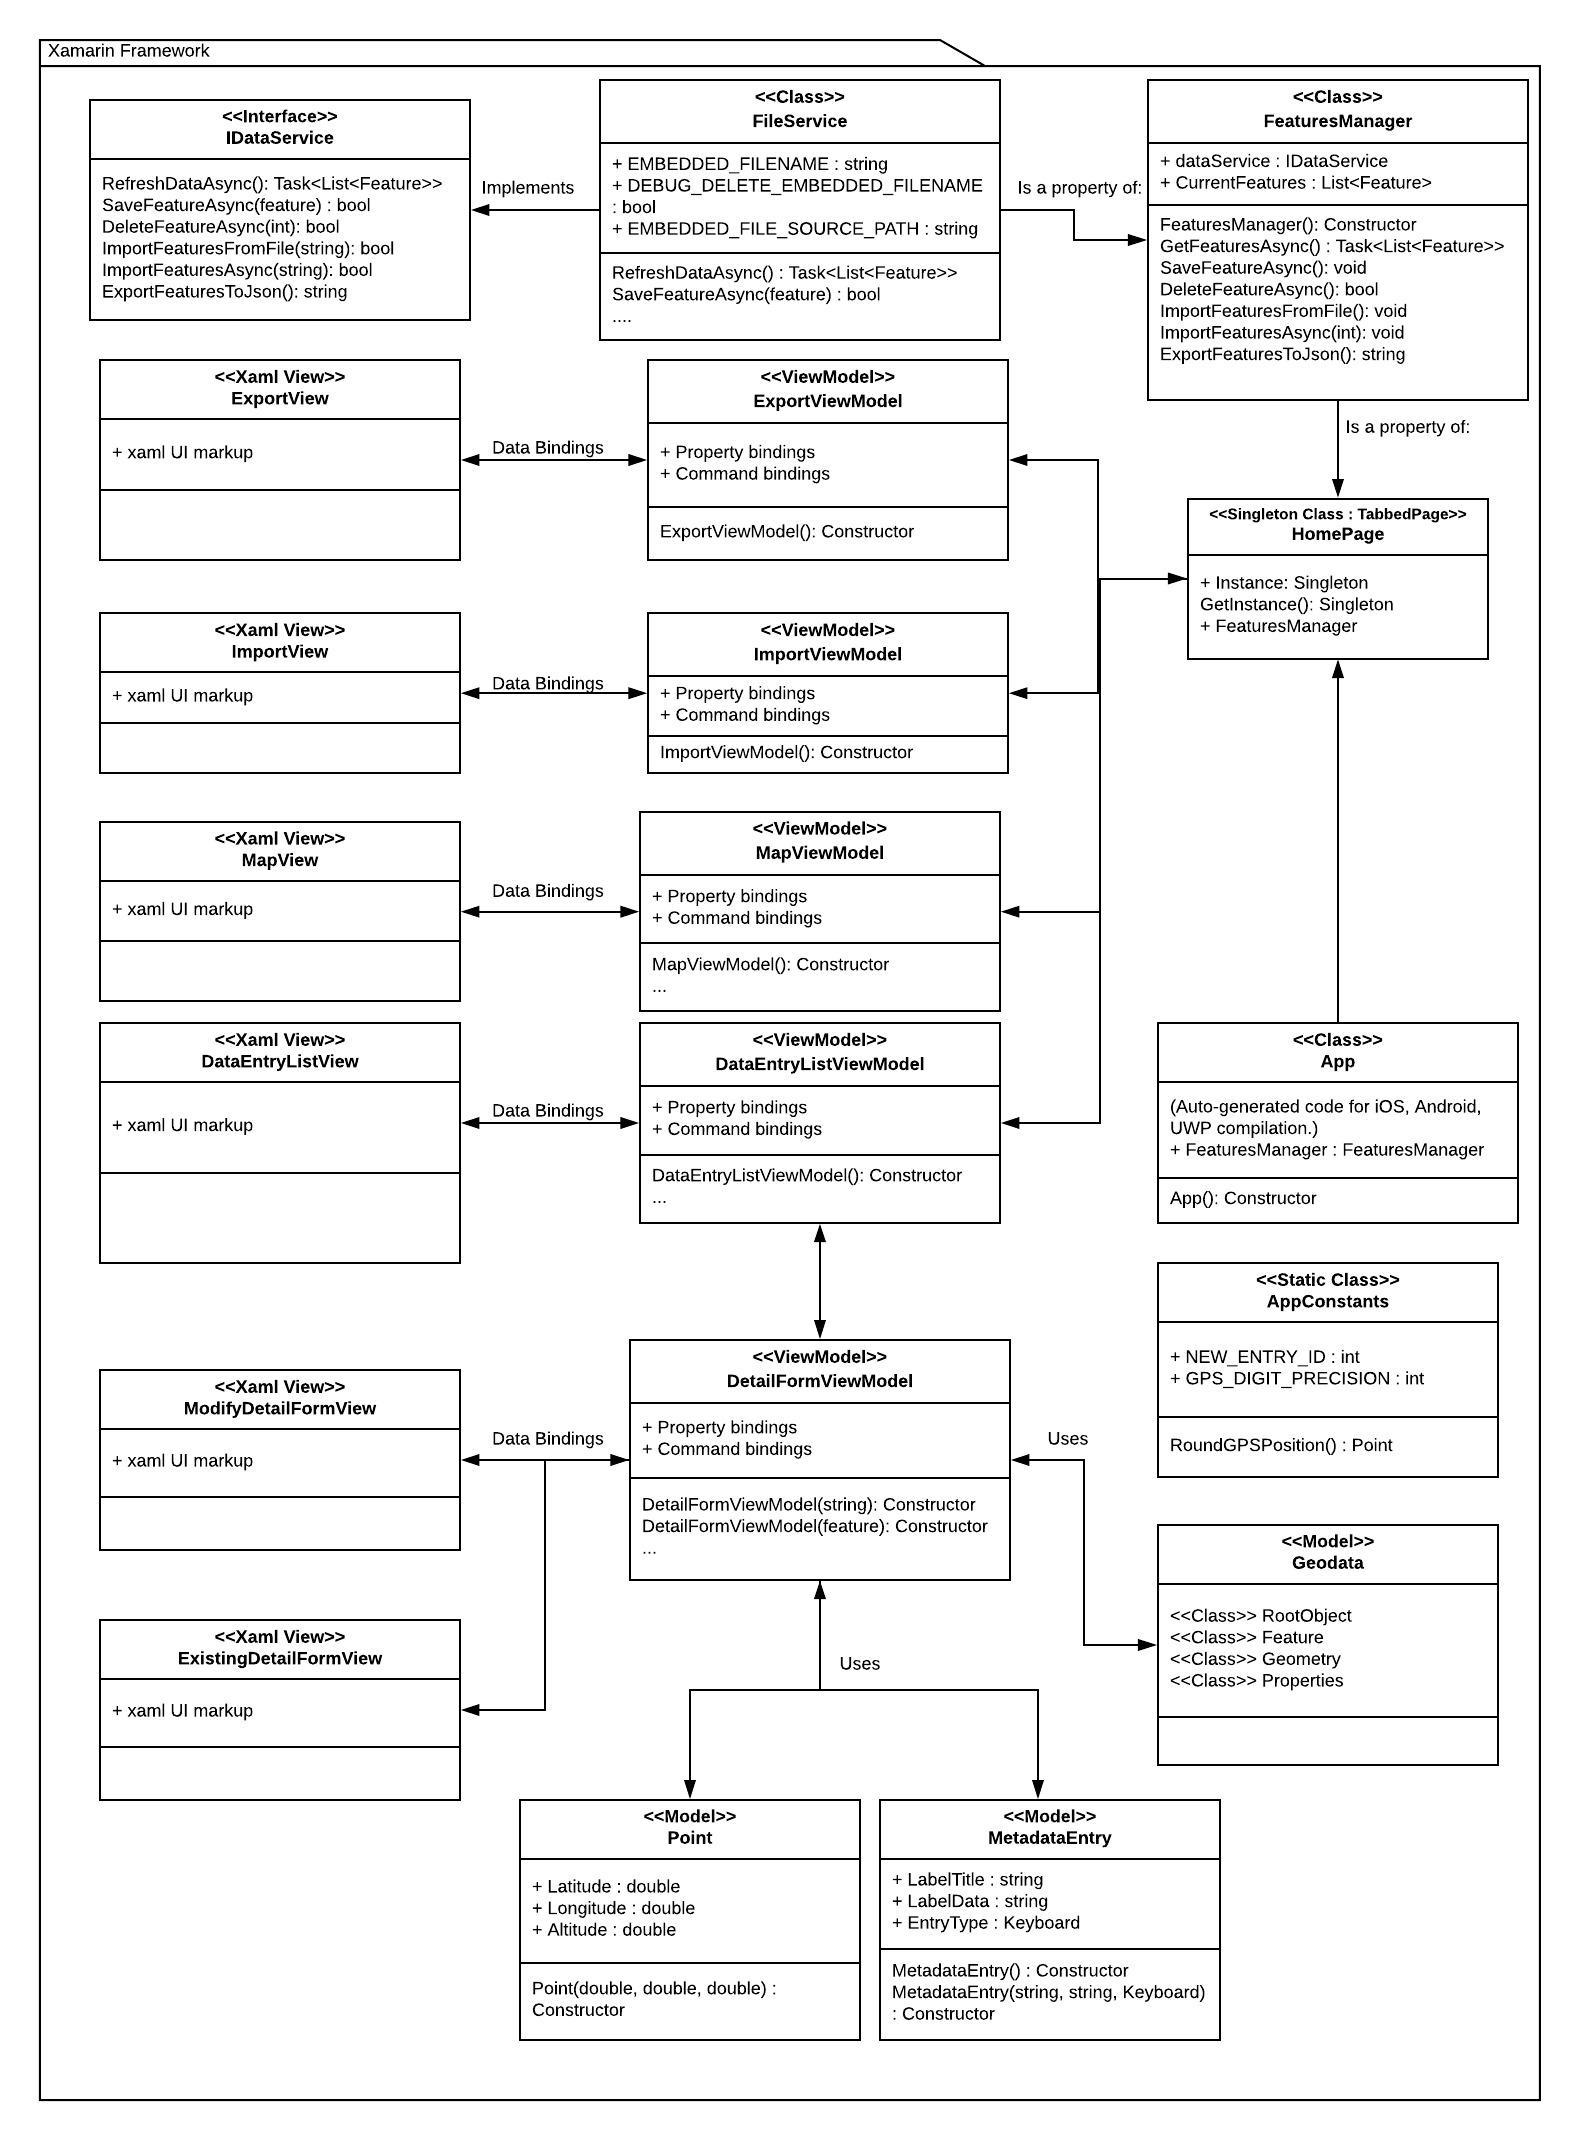 Xamarin Framework
<<Interface>>
IDataService
RefreshDataAsync(): Task<List<Feature>>
SaveFeatureAsync(feature) : bool
DeleteFeatureAsync(int): bool
ImportFeaturesFromFile(string): bool
ImportFeaturesAsync(string): bool
ExportFeaturesToJson(): string
Implements
<<Class>>
FileService
+ EMBEDDED_FILENAME : string
+ DEBUG_DELETE_EMBEDDED_FILENAME
: bool
+ EMBEDDED_FILE_SOURCE_PATH : string
RefreshDataAsync() : Task<List<Feature>>
SaveFeatureAsync(feature) : bool
....
Is a property of:
<<Class>>
FeaturesManager
+ dataService : IDataService
+ CurrentFeatures : List<Feature>
FeaturesManager(): Constructor
GetFeaturesAsync() : Task<List<Feature>>
SaveFeatureAsync(): void
DeleteFeatureAsync(): bool
ImportFeaturesFromFile(): void
ImportFeaturesAsync(int): void
ExportFeaturesToJson(): string
Is a property of:
<<Xaml View>>
ExportView
+ xaml UI markup
Data Bindings
<<ViewModel>>
ExportViewModel
+ Property bindings
+ Command bindings
ExportViewModel(): Constructor
<<Singleton Class : TabbedPage>>
HomePage
+ Instance: Singleton
GetInstance(): Singleton
+ FeaturesManager
<<Xaml View>>
ImportView
+ xaml UI markup
Data Bindings
<<ViewModel>>
ImportViewModel
+ Property bindings
+ Command bindings
ImportViewModel(): Constructor
<<Xaml View>>
MapView
+ xaml UI markup
Data Bindings
<<ViewModel>>
MapViewModel
+ Property bindings
+ Command bindings
MapViewModel(): Constructor
...
<<Xaml View>>
DataEntryListView
+ xaml UI markup
Data Bindings
<<ViewModel>>
DataEntryListViewModel
+ Property bindings
+ Command bindings
DataEntryListViewModel(): Constructor
...
<<Class>>
App
(Auto-generated code for iOS, Android,
UWP compilation.)
+ FeaturesManager : FeaturesManager
App(): Constructor
<<Static Class>>
AppConstants
+ NEW_ENTRY_ID : int
+ GPS_DIGIT_PRECISION : int
RoundGPSPosition() : Point
<<Xaml View>>
ModifyDetailFormView
+ xaml UI markup
Data Bindings
<<ViewModel>>
DetailFormViewModel
+ Property bindings
+ Command bindings
DetailFormViewModel(string): Constructor
DetailFormViewModel(feature): Constructor
...
Uses
<<Model>>
Geodata
<<Class>> RootObject
<<Class>> Feature
<<Class>> Geometry
<<Class>> Properties
<<Xaml View>>
ExistingDetailFormView
+ xaml UI markup
Uses
<<Model>>
Point
+ Latitude : double
+ Longitude : double
+ Altitude : double
Point(double, double, double) :
Constructor
<<Model>>
MetadataEntry
+ LabelTitle : string
+ LabelData : string
+ EntryType : Keyboard
MetadataEntry() : Constructor
MetadataEntry(string, string, Keyboard)
: Constructor